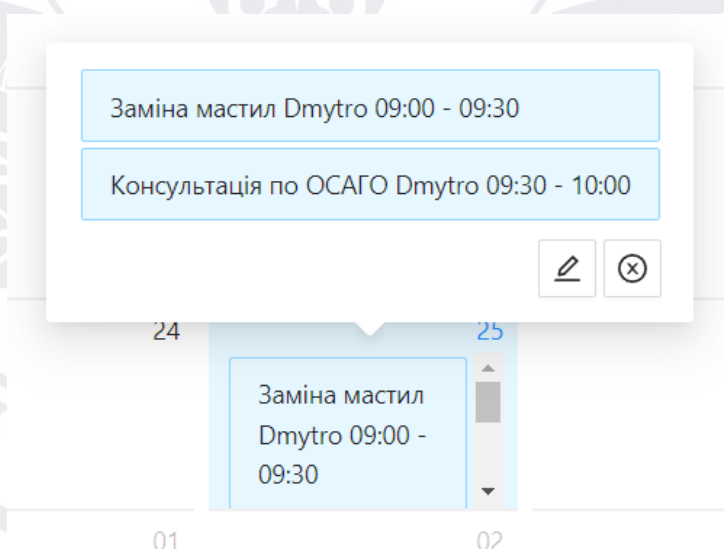 Заміна мастил Dmytro 09:00 - 09:30
Консультація по ОСАГО Dmytro 09:30 - 10:00
24
25
Заміна мастил
Dmytro 09:00 -
09:30
01
02